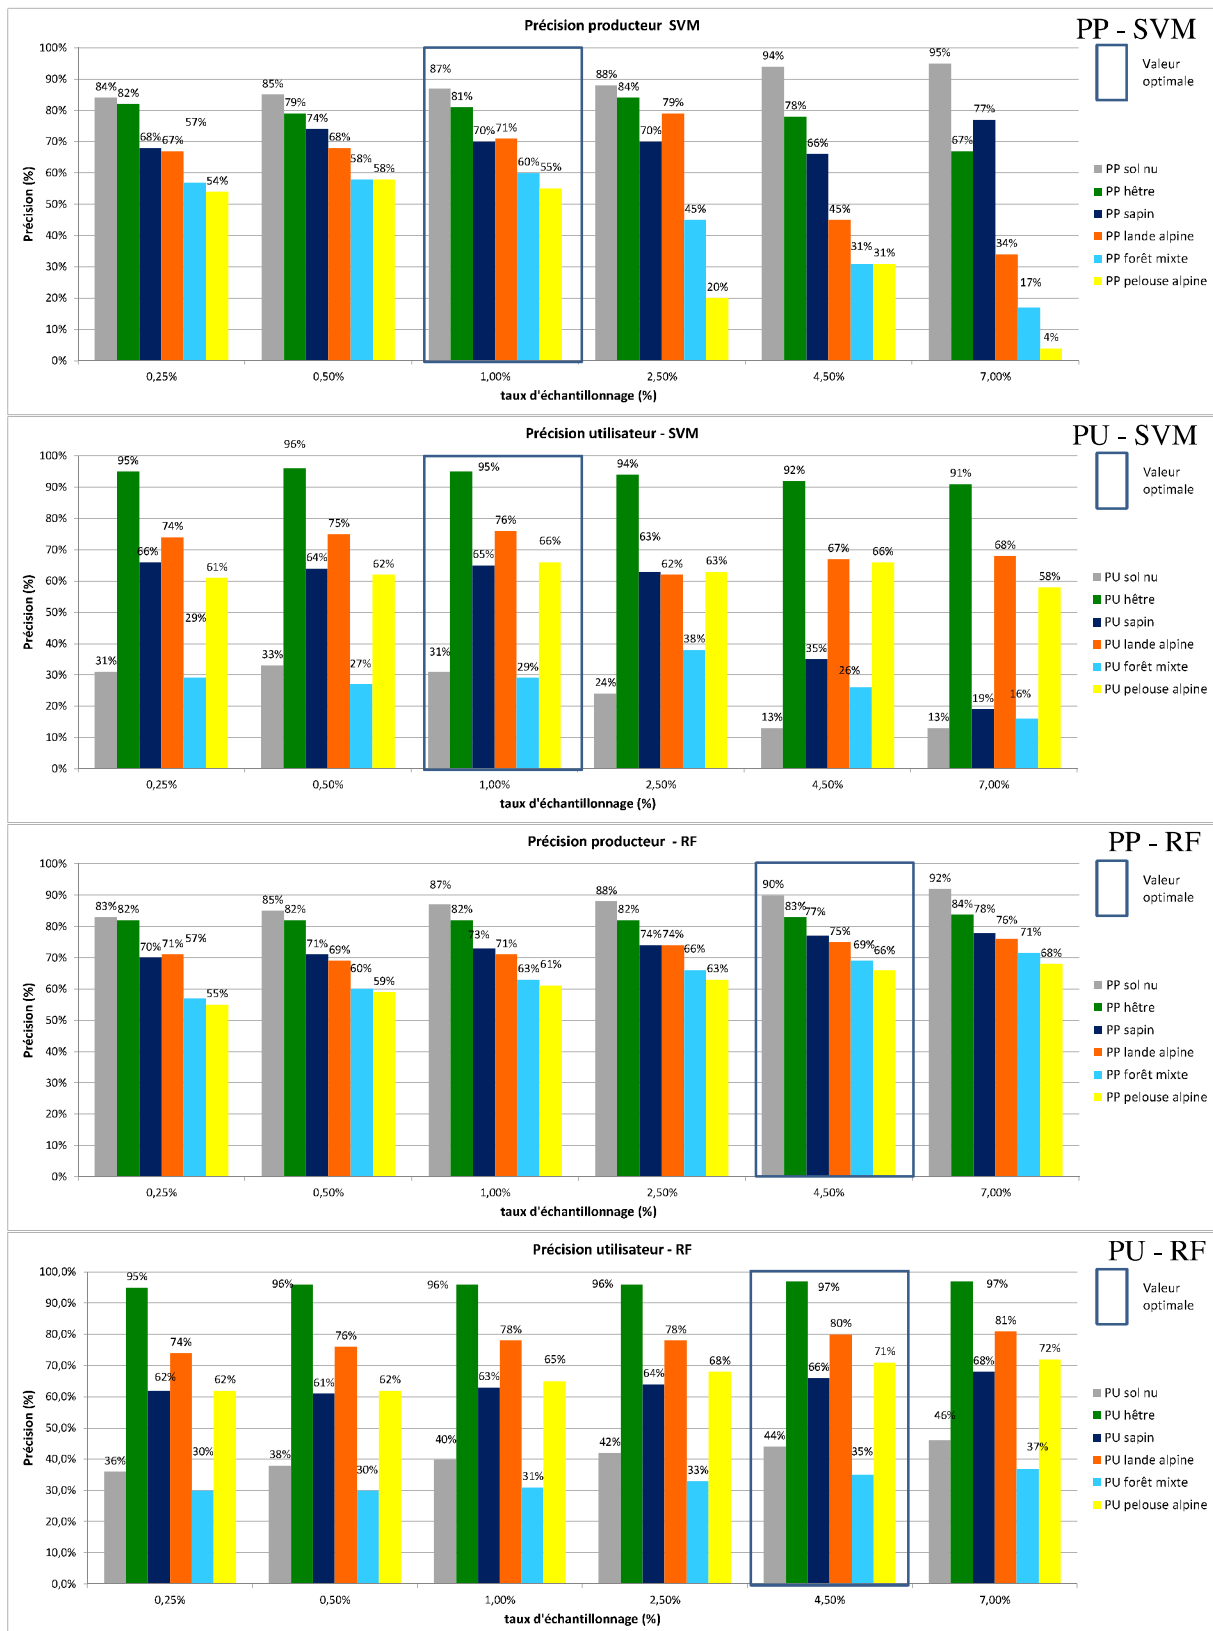 Précision producteur SVM
PP - SVM
Valeur
optimale
100%
90%
80%
70%
60%
50%
40%
30%
20%
10%
0%
Précision (%)
84% 82% 68% 67% 57% 54%
85% 79% 74% 68% 58% 58%
87% 81% 70% 71% 60% 55%
88% 84% 70% 79% 45% 20%
94% 78% 66% 45% 31% 31%
95% 67% 77% 34% 17% 4%
0,25% 0,50% 1,00% 2,50% 4,50% 7,00%
taux d'échantillonnage (%)
PP sol nu
PP hêtre
PP sapin
PP lande alpine
PP forêt mixte
PP pelouse alpine
Précision utilisateur - SVM
PU - SVM
Valeur
optimale
100%
90%
80%
70%
60%
50%
40%
30%
20%
10%
0%
Précision (%)
31% 95% 66% 74% 29% 61%
33% 96% 64% 75% 27% 62%
31% 95% 65% 76% 29% 66%
24% 94% 63% 62% 38% 63%
13% 92% 35% 67% 26% 66%
13% 91% 19% 68% 16% 58%
0,25% 0,50% 1,00% 2,50% 4,50% 7,00%
taux d'échantillonnage (%)
PU sol nu
PU hêtre
PU sapin
PU lande alpine
PU forêt mixte
PU pelouse alpine
Précision producteur - RF
PP - RF
Valeur
optimale
100%
90%
80%
70%
60%
50%
40%
30%
20%
10%
0%
Précision (%)
83% 82% 70% 71% 57% 55%
85% 82% 71% 69% 60% 59%
87% 82% 73% 71% 63% 61%
88% 82% 74% 74% 66% 63%
90% 83% 77% 75% 69% 66%
92% 84% 78% 76% 71% 68%
0,25% 0,50% 1,00% 2,50% 4,50% 7,00%
taux d'échantillonnage (%)
PP sol nu
PP hêtre
PP sapin
PP lande alpine
PP forêt mixte
PP pelouse alpine
Précision utilisateur - RF
PU - RF
Valeur
optimale
100,0%
90,0%
80,0%
70,0%
60,0%
50,0%
40,0%
30,0%
20,0%
10,0%
0,0%
Précision (%)
36% 95% 62% 74% 30% 62%
38% 96% 61% 76% 30% 62%
40% 96% 63% 78% 31% 65%
42% 96% 64% 78% 33% 68%
44% 97% 66% 80% 35% 71%
46% 97% 68% 81% 37% 72%
0,25% 0,50% 1,00% 2,50% 4,50% 7,00%
taux d'échantillonnage (%)
PU sol nu
PU hêtre
PU sapin
PU lande alpine
PU forêt mixte
PU pelouse alpine